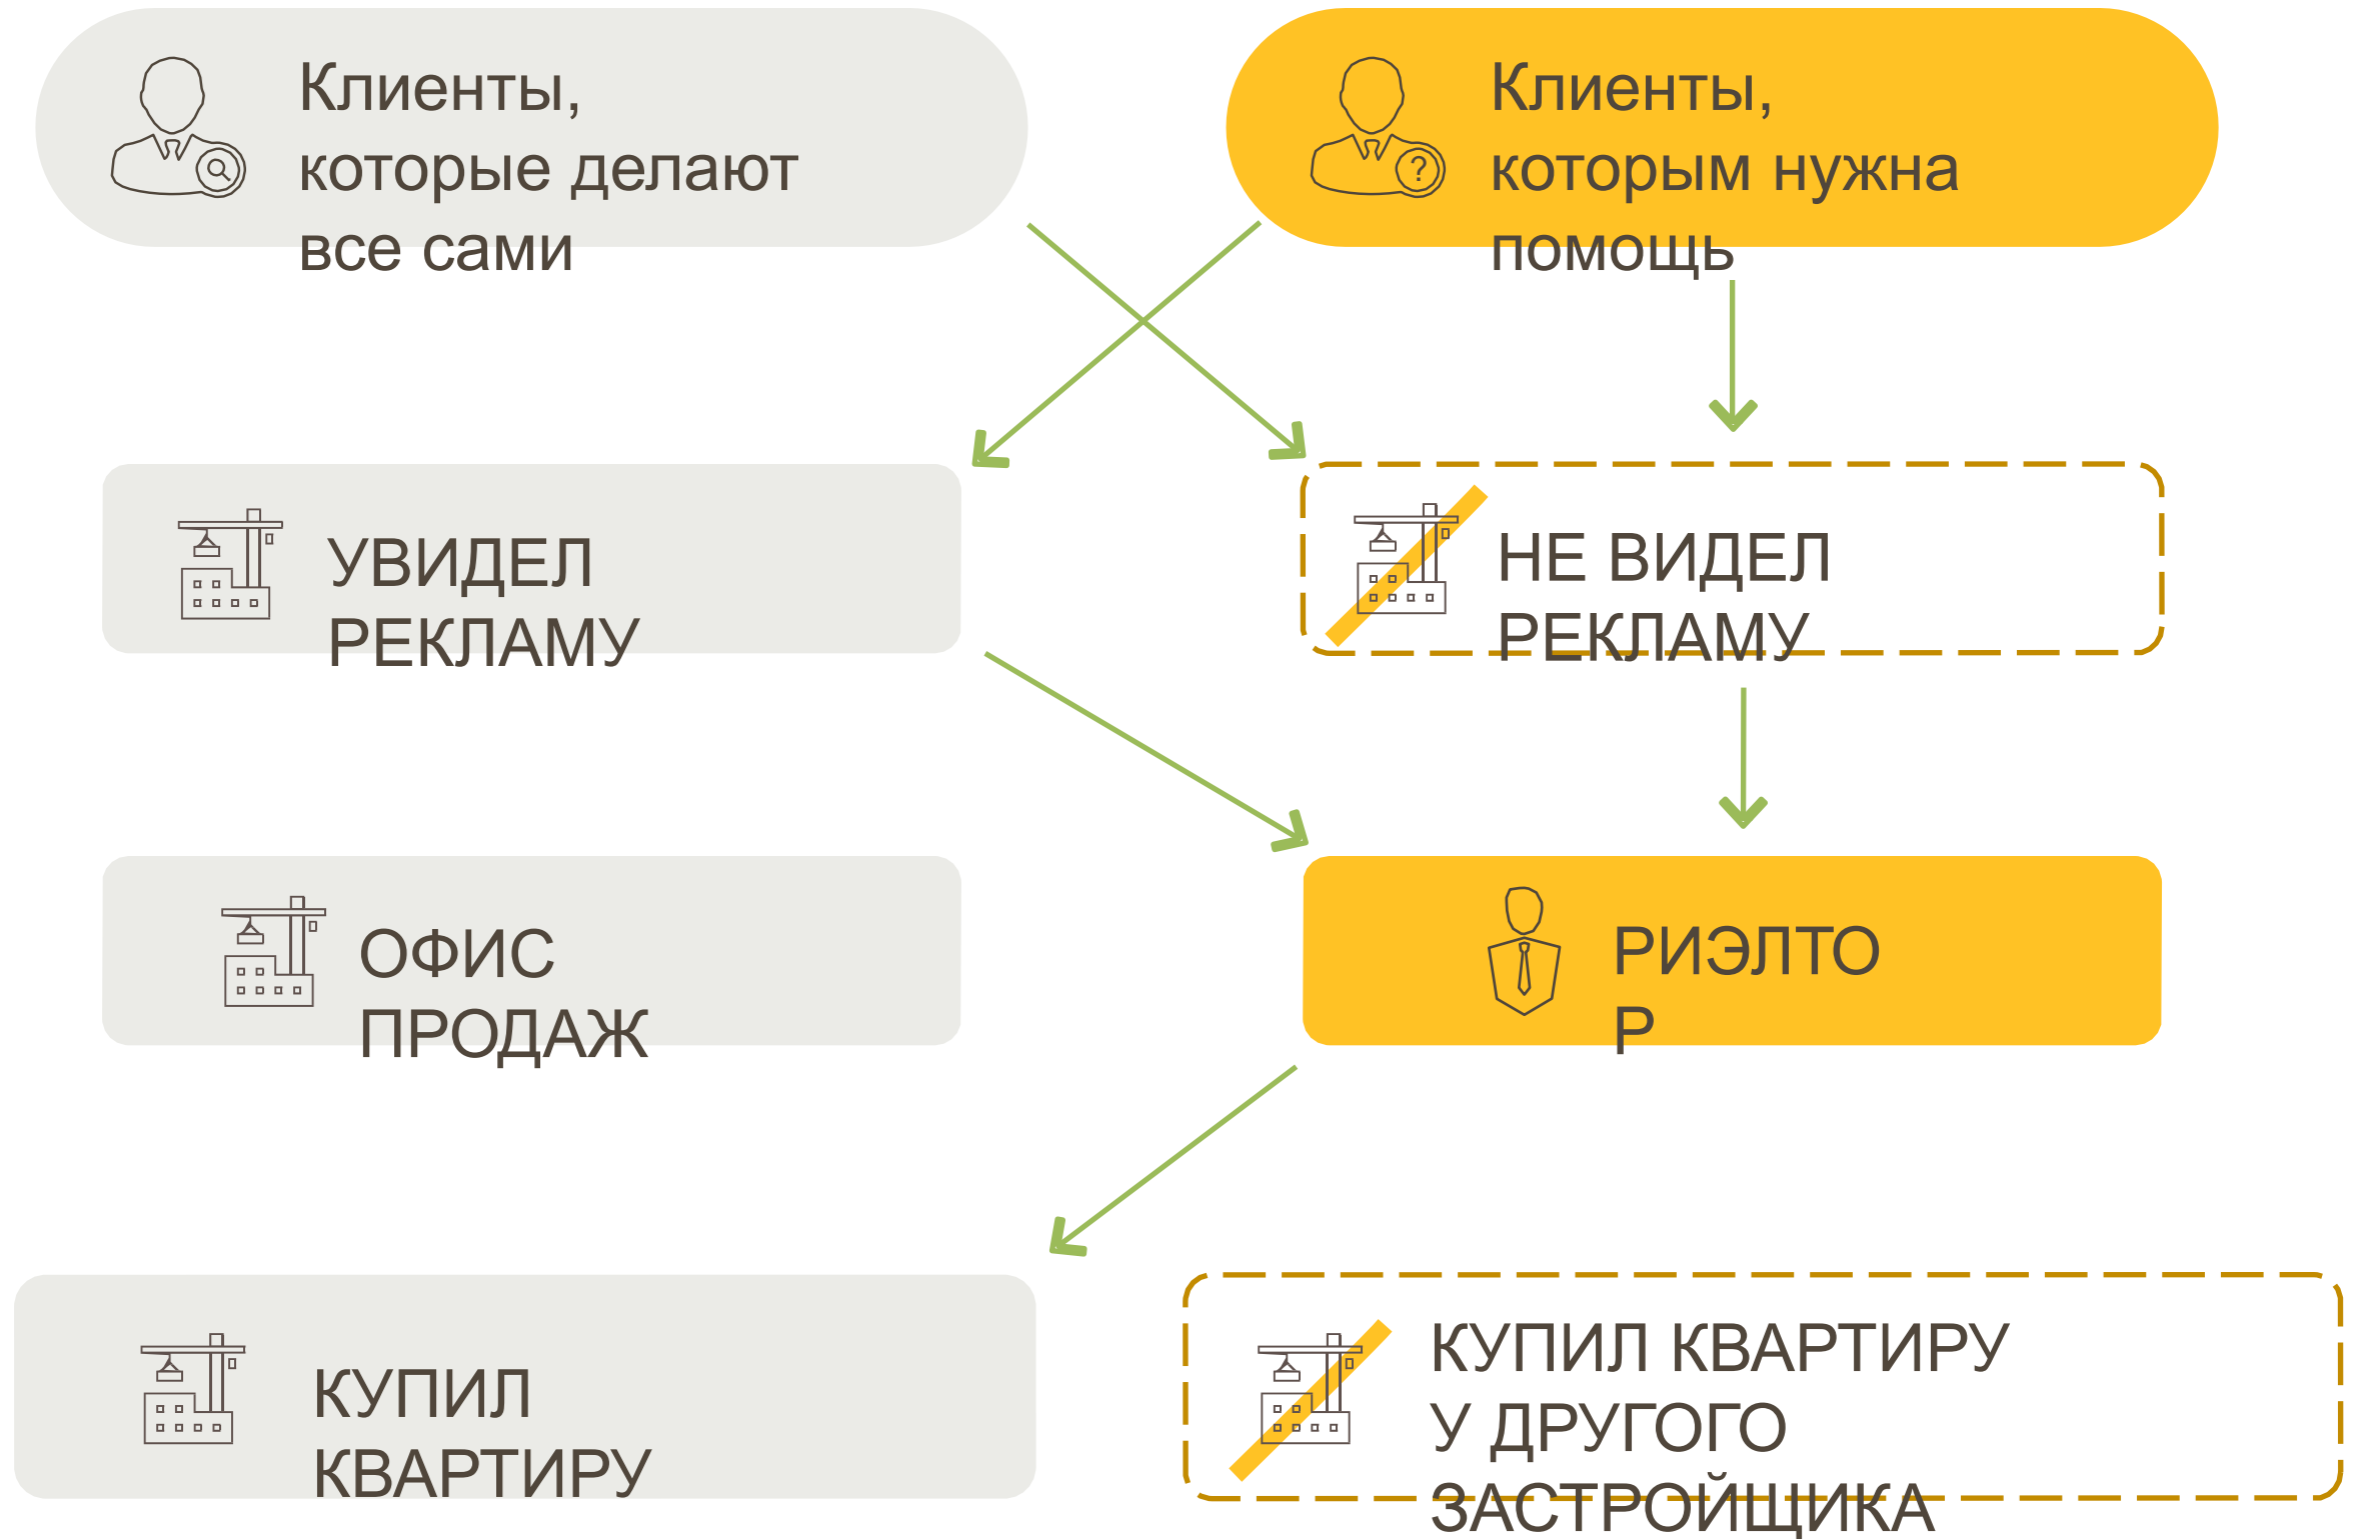 Клиенты,
которые делают
все сами
Клиенты,
которым нужна
помощь
УВИДЕЛ
РЕКЛАМУ
НЕ ВИДЕЛ
РЕКЛАМУ
ОФИС
ПРОДАЖ
РИЭЛТО
Р
КУПИЛ
КВАРТИРУ
КУПИЛ КВАРТИРУ
У ДРУГОГО
ЗАСТРОЙЩИКА